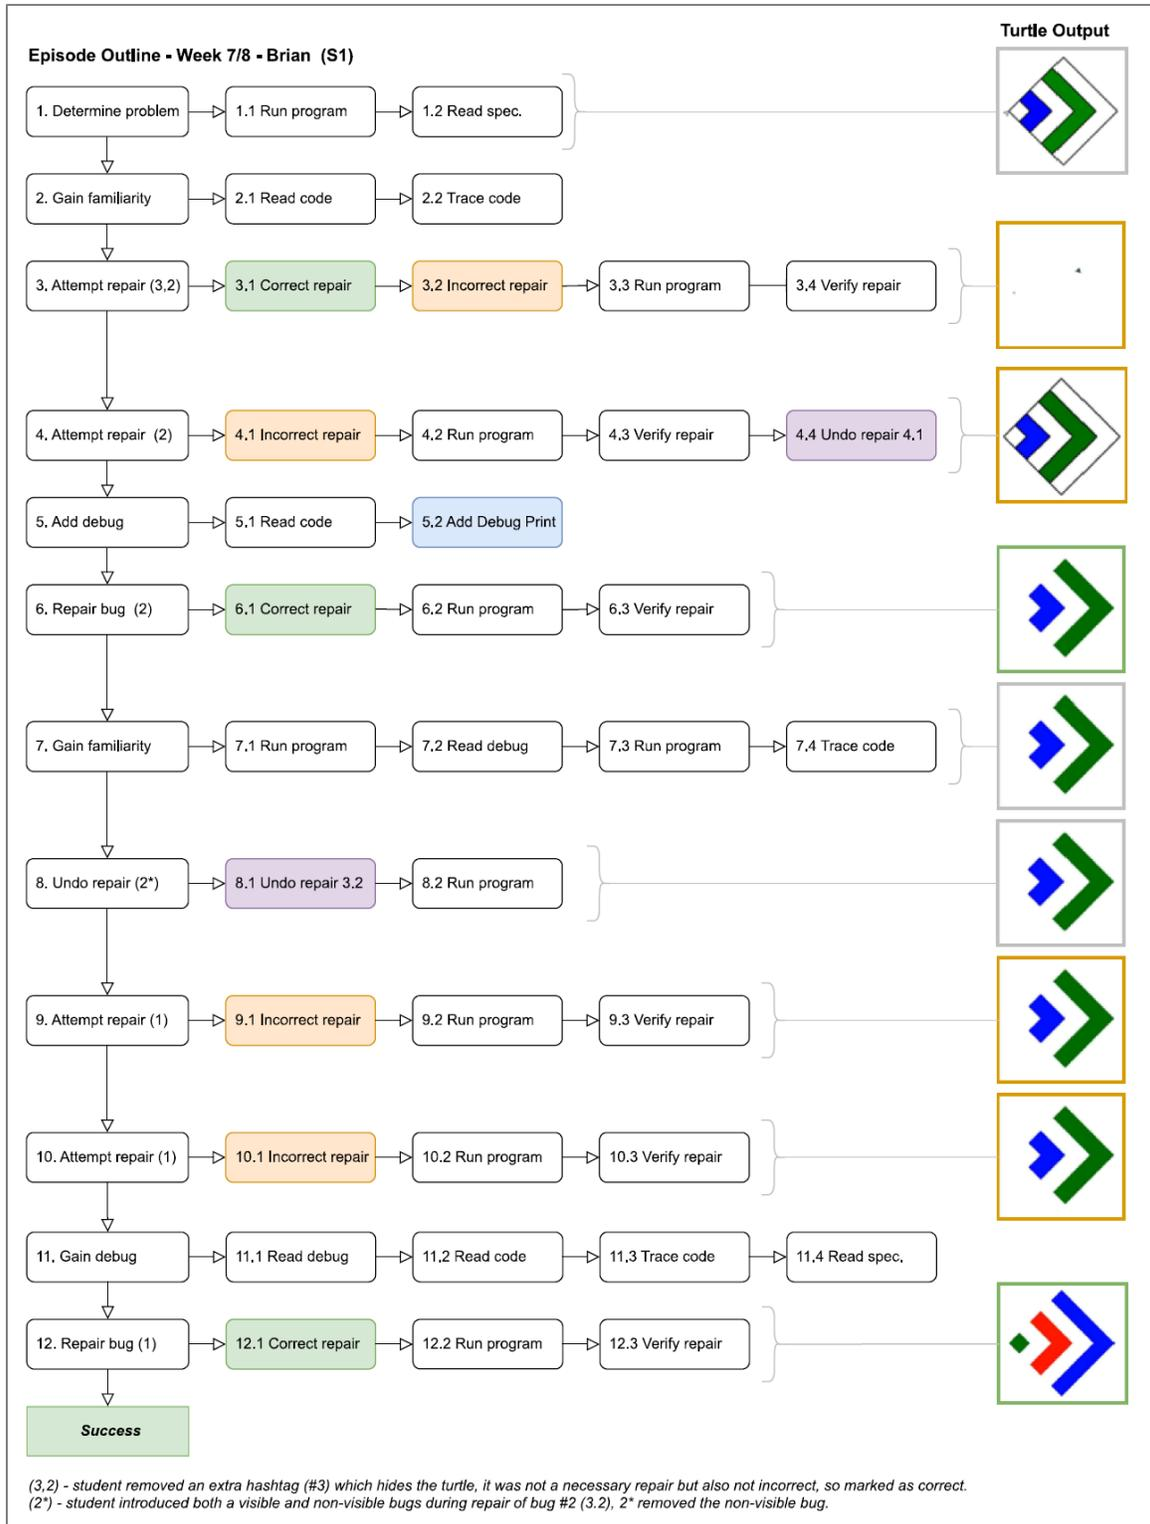 Turtle Output
Episode Outline - Week 7/8 - Brian (S1)
1. Determine problem
1.1 Run program
1.2 Read spec.
2. Gain familiarity
2.1 Read code
2.2 Trace code
3. Attempt repair (3,2)
3.1 Correct repair
3.2 Incorrect repair
3.3 Run program
3.4 Verify repair
4. Attempt repair (2)
4.1 Incorrect repair
4.2 Run program
4.3 Verify repair
4.4 Undo repair 4.1
5. Add debug
5.1 Read code
5.2 Add Debug Print
6. Repair bug (2)
6.1 Correct repair
6.2 Run program
6.3 Verify repair
7. Gain familiarity
7.1 Run program
7.2 Read debug
7.3 Run program
7.4 Trace code
8. Undo repair (2*)
8.1 Undo repair 3.2
8.2 Run program
9. Attempt repair (1)
9.1 Incorrect repair
9.2 Run program
9.3 Verify repair
10. Attempt repair (1)
10.1 Incorrect repair
10.2 Run program
10.3 Verify repair
11. Gain debug
11.1 Read debug
11.2 Read code
11.3 Trace code
11.4 Read spec.
12. Repair bug (1)
12.1 Correct repair
12.2 Run program
12.3 Verify repair
Success
(3,2) - student removed an extra hashtag (#3) which hides the turtle, it was not a necessary repair but also not incorrect, so marked as correct.
(2*) - student introduced both a visible and non-visible bugs during repair of bug #2 (3.2), 2* removed the non-visible bug.